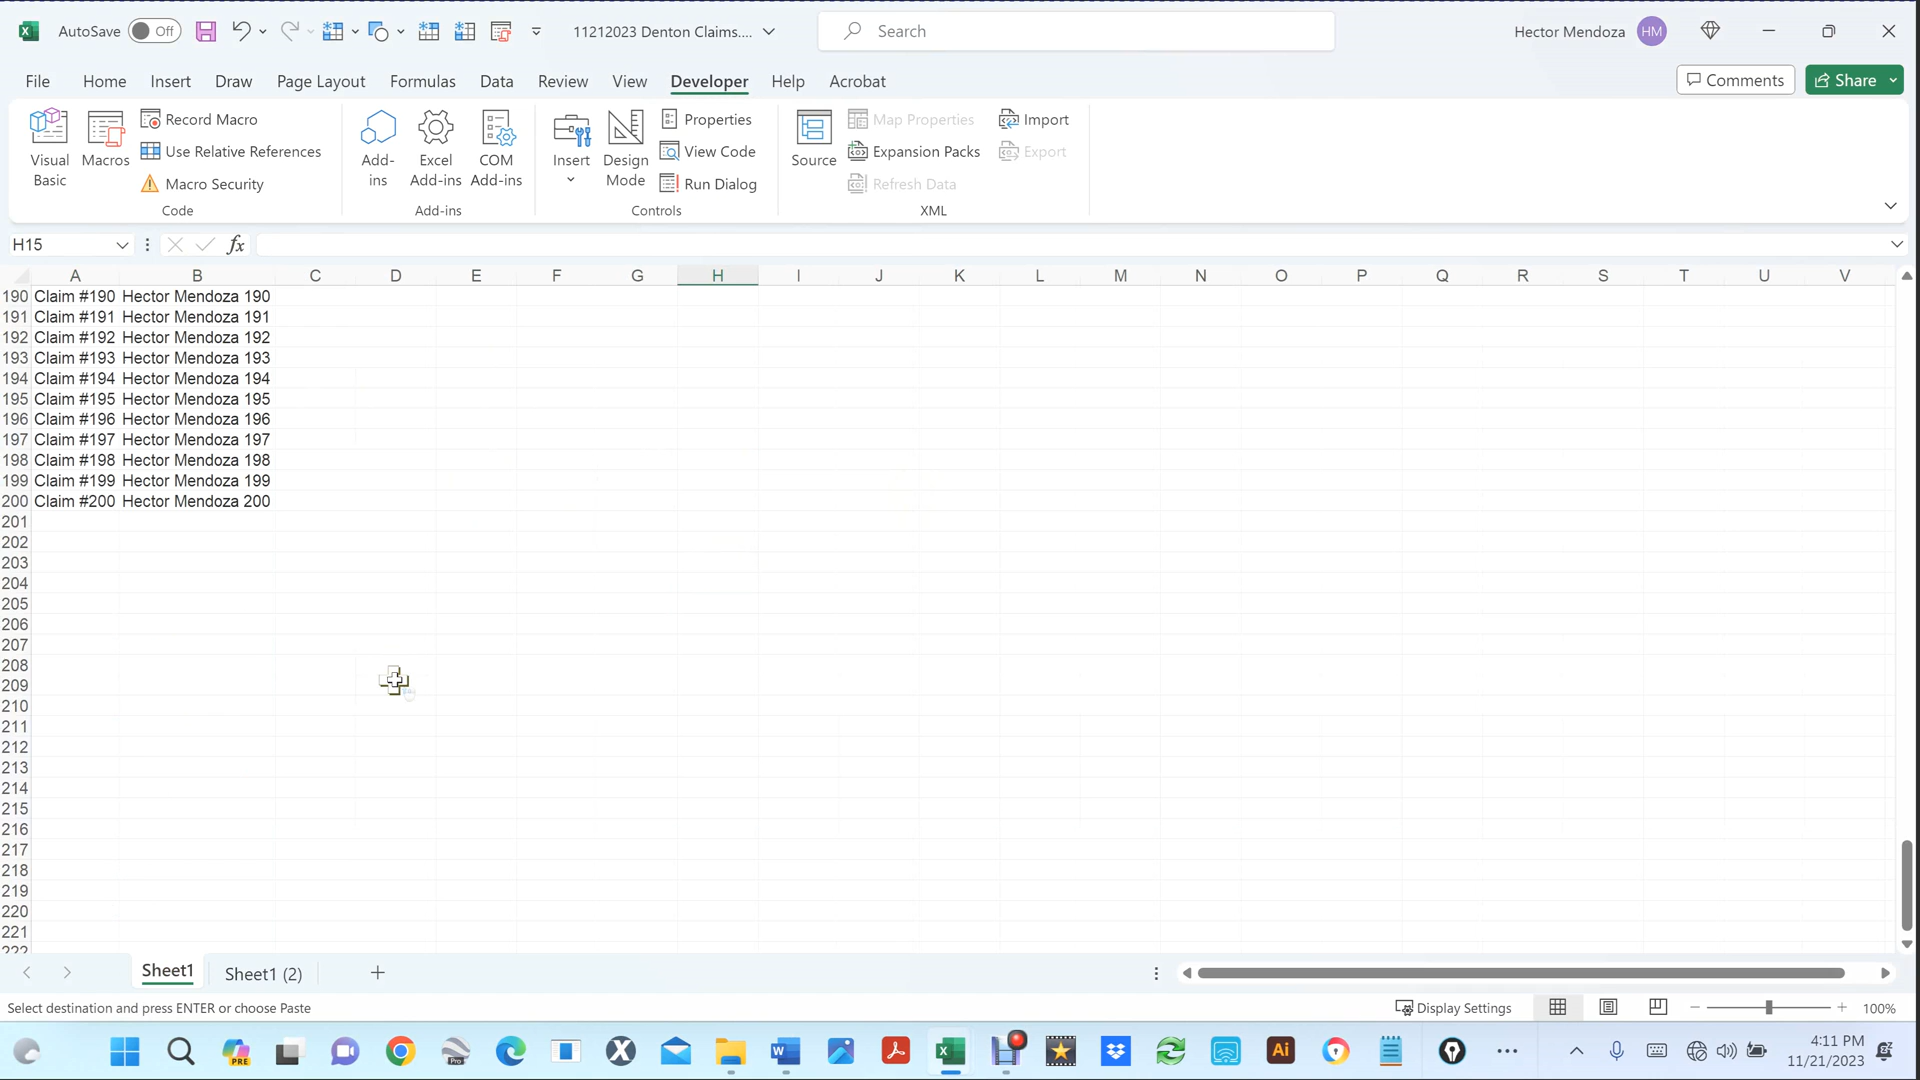 AutoSave Off 11212023 Denton Claims.... Search Hector Mendoza HM
File Home Insert Draw Page Layout Formulas Data Review View Developer Help Acrobat Comments Share
Visual Basic
Macros
Record Macro
Use Relative References
Macro Security
Code
Add-ins
Excel Add-ins
COM Add-ins
Add-ins
Insert
Design Mode
Properties
View Code
Run Dialog
Controls
Source
Map Properties
Expansion Packs
Refresh Data
Import
Export
XML
H15 fx
A B C D E F G H I J K L M N O P Q R S T U V
190 Claim #190 Hector Mendoza 190
191 Claim #191 Hector Mendoza 191
192 Claim #192 Hector Mendoza 192
193 Claim #193 Hector Mendoza 193
194 Claim #194 Hector Mendoza 194
195 Claim #195 Hector Mendoza 195
196 Claim #196 Hector Mendoza 196
197 Claim #197 Hector Mendoza 197
198 Claim #198 Hector Mendoza 198
199 Claim #199 Hector Mendoza 199
200 Claim #200 Hector Mendoza 200
201
202
203
204
205
206
207
208
209
210
211
212
213
214
215
216
217
218
219
220
221
222
Sheet1 Sheet1 (2)
Select destination and press ENTER or choose Paste Display Settings 100%
PRE Pro Ai 4:11 PM
11/21/2023